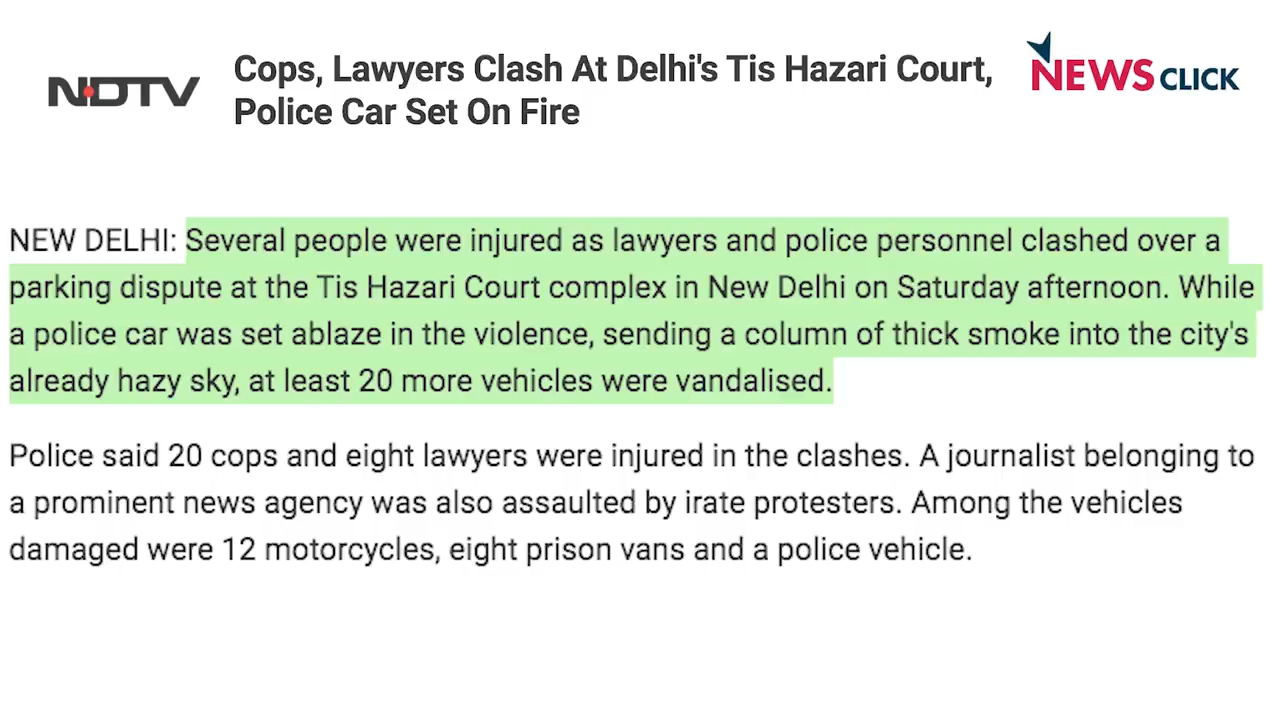 NDTV
Cops, Lawyers Clash At Delhi's Tis Hazari Court,
Police Car Set On Fire
NEWSCLICK
NEW DELHI: Several people were injured as lawyers and police personnel clashed over a
parking dispute at the Tis Hazari Court complex in New Delhi on Saturday afternoon. While
a police car was set ablaze in the violence, sending a column of thick smoke into the city's
already hazy sky, at least 20 more vehicles were vandalised.
Police said 20 cops and eight lawyers were injured in the clashes. A journalist belonging to
a prominent news agency was also assaulted by irate protesters. Among the vehicles
damaged were 12 motorcycles, eight prison vans and a police vehicle.